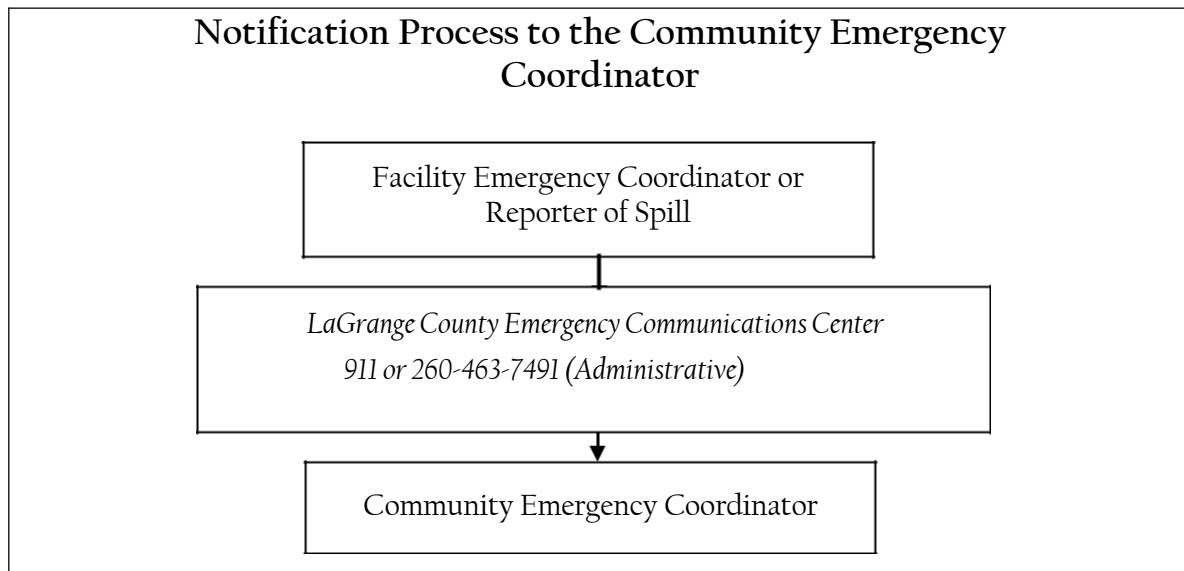 Notification Process to the Community Emergency
Coordinator
Facility Emergency Coordinator or
Reporter of Spill
LaGrange County Emergency Communications Center
911 or 260-463-7491 (Administrative)
Community Emergency Coordinator